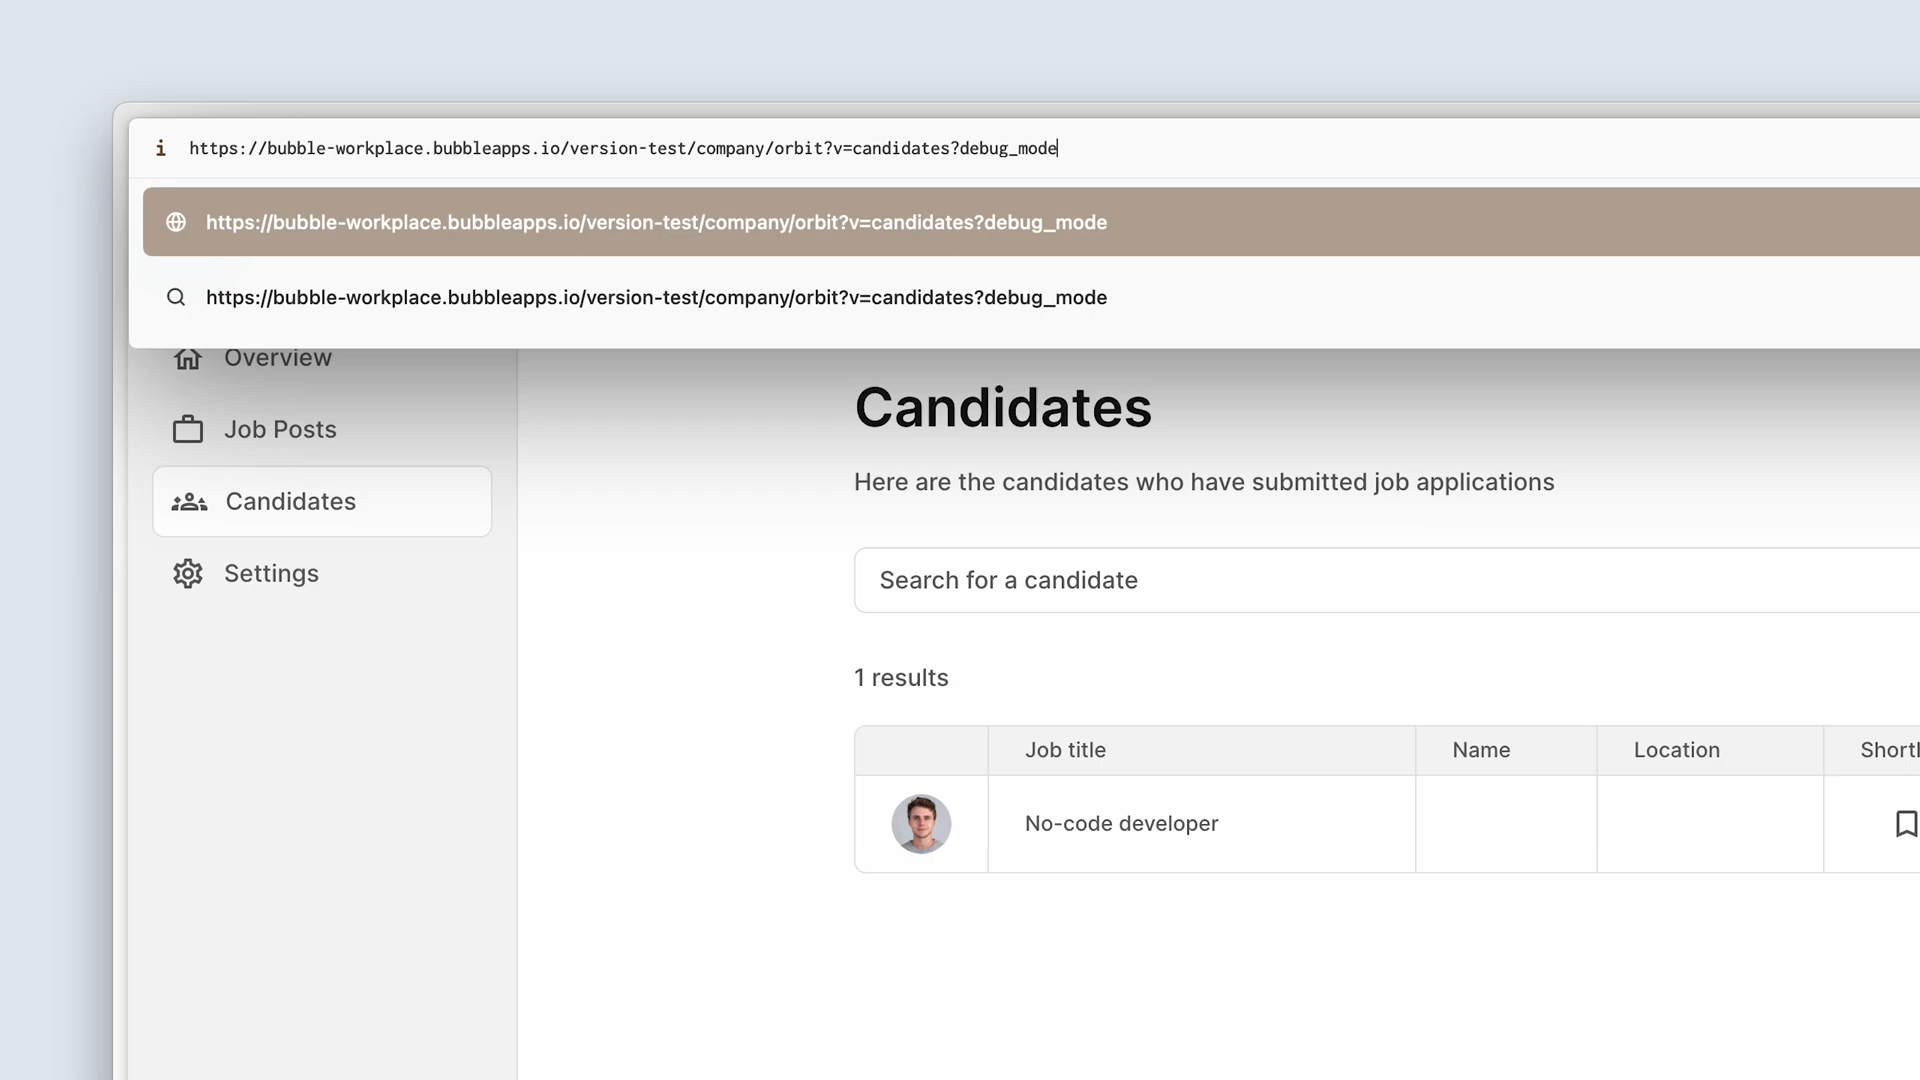 https://bubble-workplace.bubbleapps.io/version-test/company/orbit?v=candidates?debug_mode
https://bubble-workplace.bubbleapps.io/version-test/company/orbit?v=candidates?debug_mode
https://bubble-workplace.bubbleapps.io/version-test/company/orbit?v=candidates?debug_mode
Overview
Job Posts
Candidates
Settings
Candidates
Here are the candidates who have submitted job applications
Search for a candidate
1 results
Job title Name Location
No-code developer